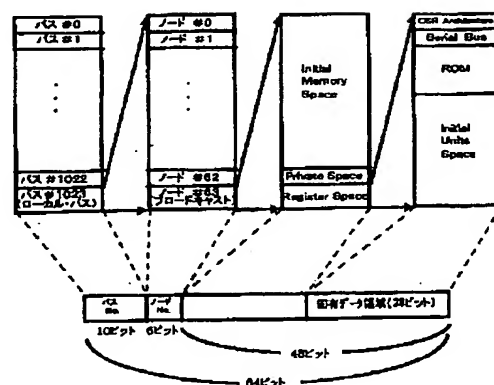 バス#0
バス#1
バス#1022
バス#1023
(ローカル・バス)
ノード #0
ノード #1
ノード #62
ノード #63
ブロードキャスト
Initial
Memory
Space
Private Space
Register Space
CSR Architecture
Serial Bus
ROM
Initial
Units
Space
バス
No.
ノード
No.
固有データ領域(28ビット)
10ビット
6ビット
48ビット
64ビット